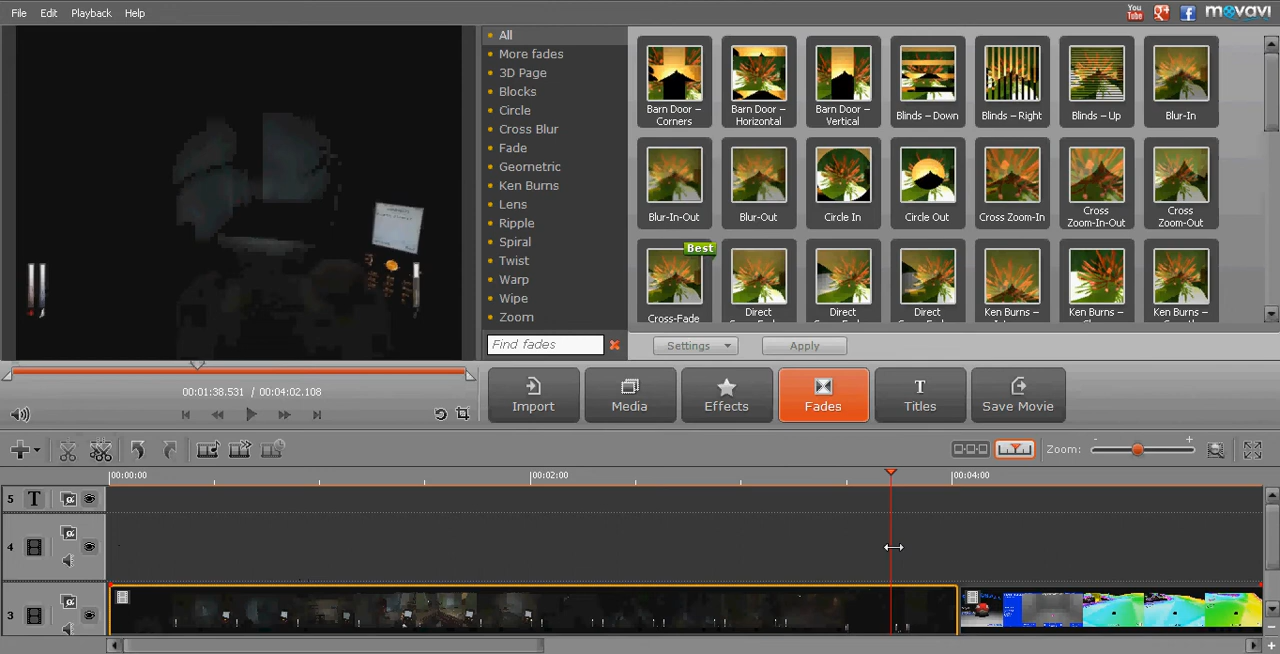 File Edit Playback Help
You Tube
g+ f movavi
All
More fades
3D Page
Blocks
Circle
Cross Blur
Fade
Geometric
Ken Burns
Lens
Ripple
Spiral
Twist
Warp
Wipe
Zoom
Find fades
Barn Door – Corners
Barn Door – Horizontal
Barn Door – Vertical
Blinds – Down
Blinds – Right
Blinds – Up
Blur-In
Blur-In-Out
Blur-Out
Circle In
Circle Out
Cross Zoom-In
Cross Zoom-In-Out
Cross Zoom-Out
Best
Cross-Fade
Direct
Direct
Direct
Ken Burns –
Ken Burns –
Ken Burns –
Settings
Apply
00:01:38.531 / 00:04:02.108
Import
Media
Effects
Fades
T Titles
Save Movie
Zoom: - +
00:00:00 00:02:00 00:04:00
5 T
4
3